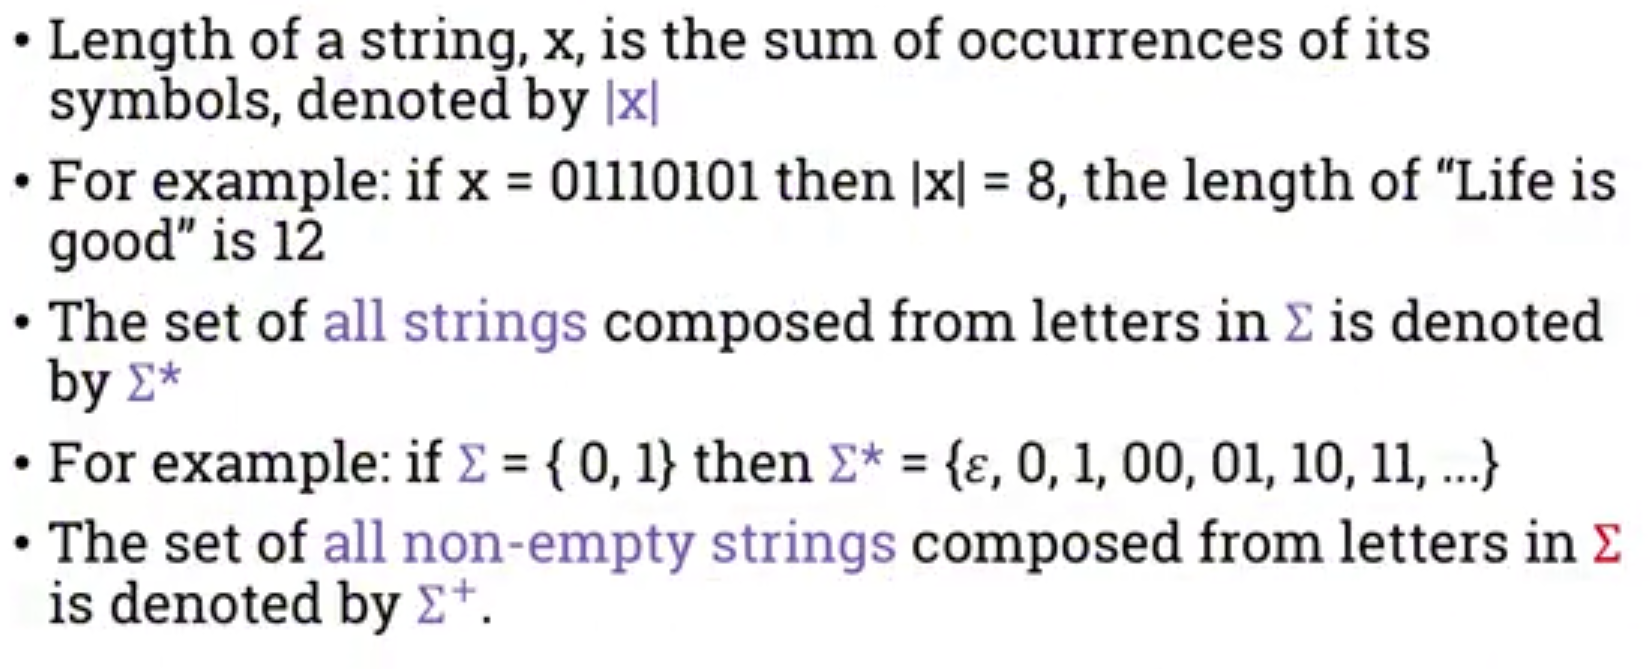 • Length of a string, x, is the sum of occurrences of its
symbols, denoted by |x|
• For example: if x = 01110101 then |x| = 8, the length of “Life is
good” is 12
• The set of all strings composed from letters in Σ is denoted
by Σ*
• For example: if Σ = { 0, 1} then Σ* = {ε, 0, 1, 00, 01, 10, 11, ...}
• The set of all non-empty strings composed from letters in Σ
is denoted by Σ⁺.